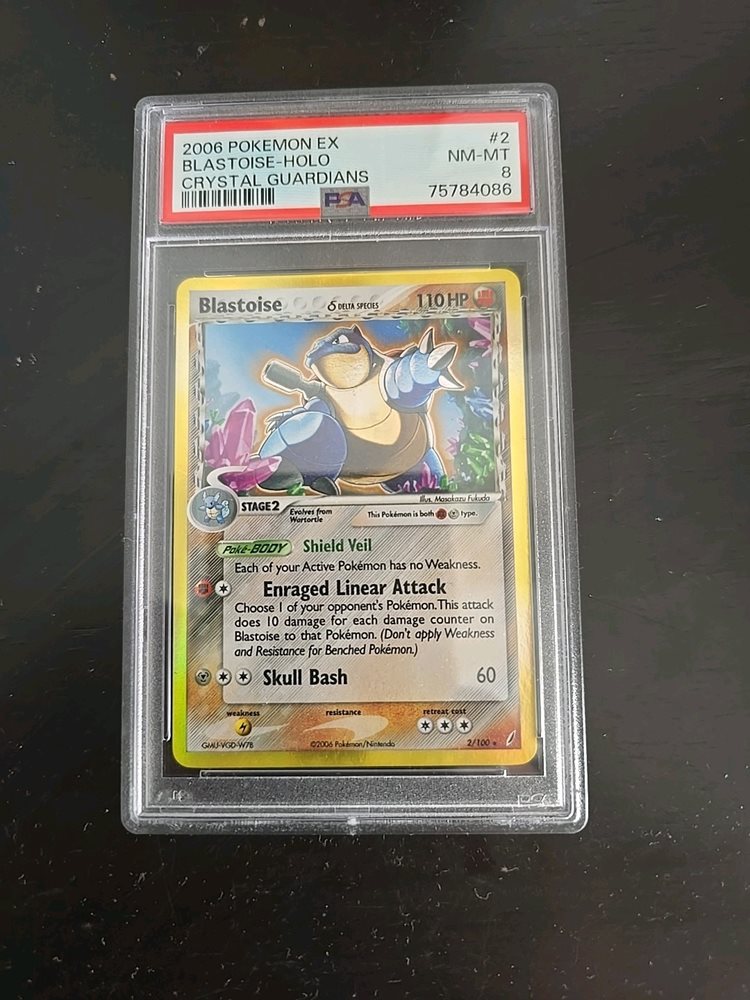 2006 POKEMON EX #2
BLASTOISE-HOLO NM-MT
CRYSTAL GUARDIANS 8
PSA 75784086
Blastoise δ DELTA SPECIES 110 HP
Illus. Masakazu Fukuda
STAGE2 Evolves from Wartortle This Pokémon is both type.
Poké-BODY Shield Veil
Each of your Active Pokémon has no Weakness.
Enraged Linear Attack
Choose 1 of your opponent's Pokémon. This attack
does 10 damage for each damage counter on
Blastoise to that Pokémon. (Don't apply Weakness
and Resistance for Benched Pokémon.)
Skull Bash 60
weakness resistance retreat cost
GMU-VGD-W78 ©2006 Pokémon/Nintendo 2/100